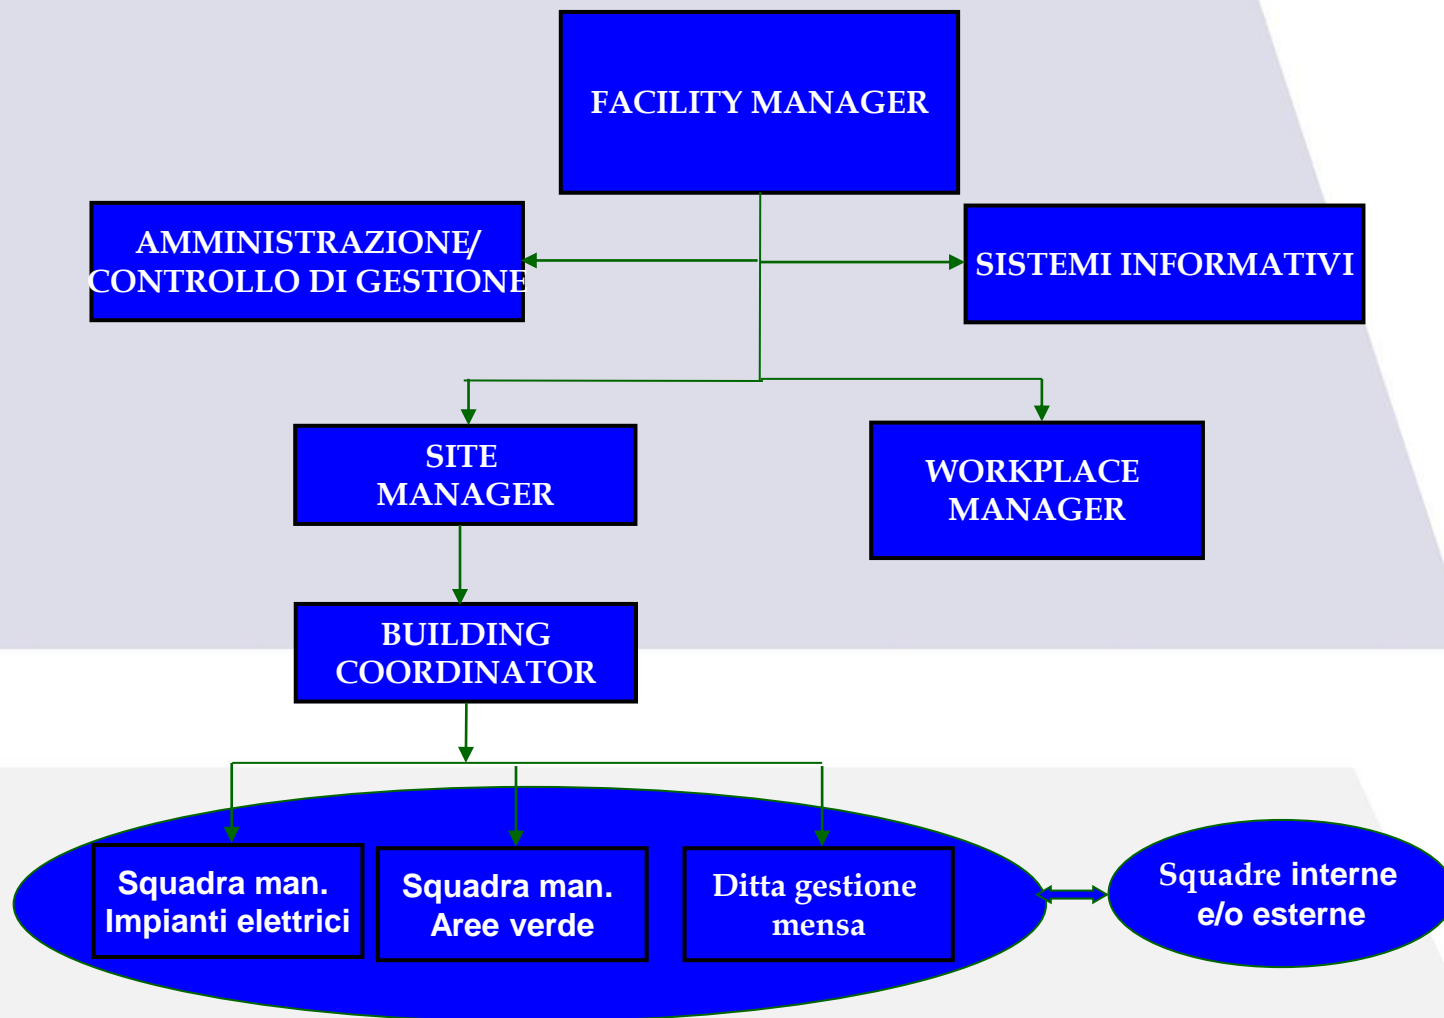 FACILITY MANAGER
AMMINISTRAZIONE/
CONTROLLO DI GESTIONE
SISTEMI INFORMATIVI
SITE
MANAGER
WORKPLACE
MANAGER
BUILDING
COORDINATOR
Squadra man.
Impianti elettrici
Squadra man.
Aree verde
Ditta gestione
mensa
Squadre interne
e/o esterne